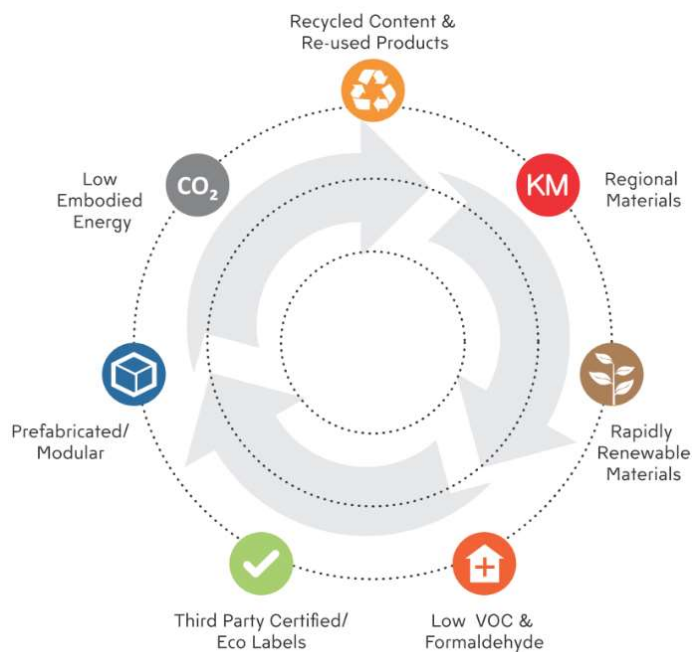 Recycled Content &
Re-used Products
KM
Regional
Materials
Rapidly
Renewable
Materials
Low VOC &
Formaldehyde
Third Party Certified/
Eco Labels
Prefabricated/
Modular
CO₂
Low
Embodied
Energy